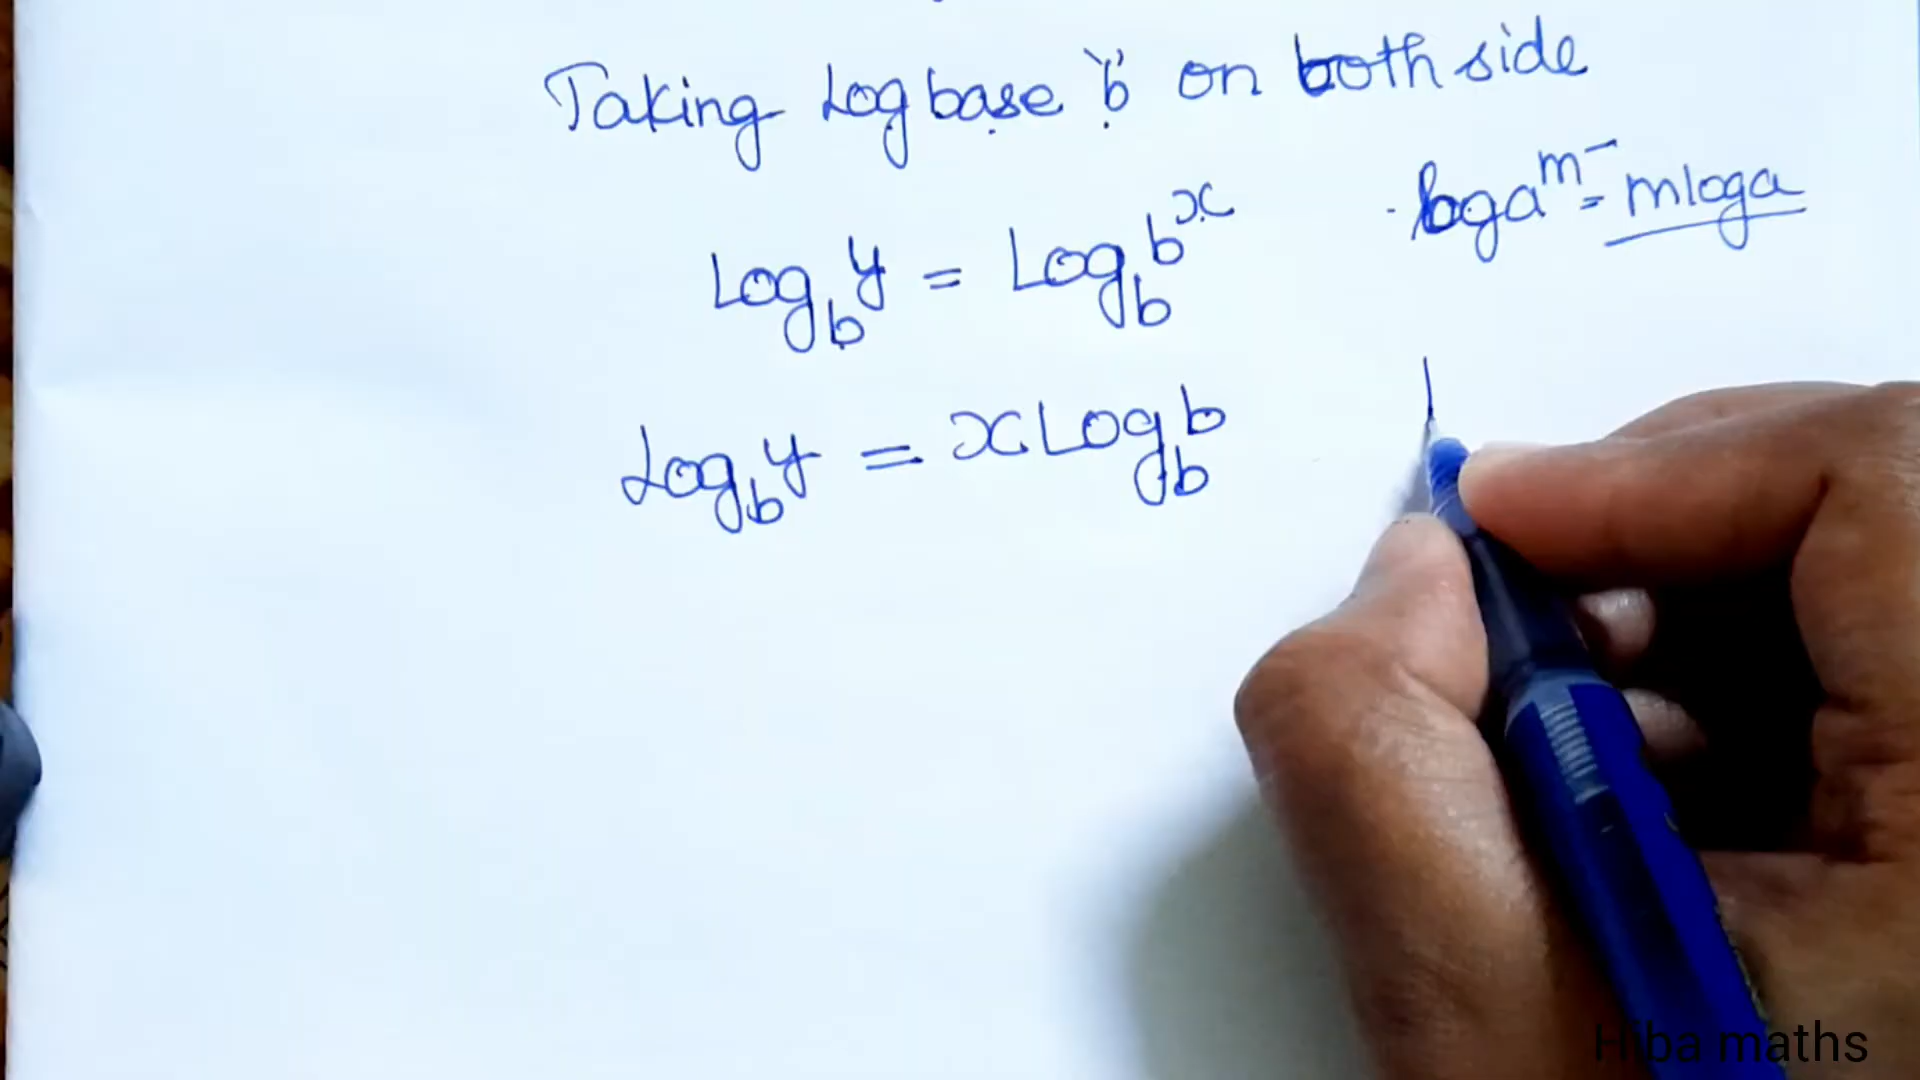 Taking Log base "b" on both side
log a^m = m log a
Log_b y = Log_b b^x
Log_b y = x Log_b b
Hiba maths